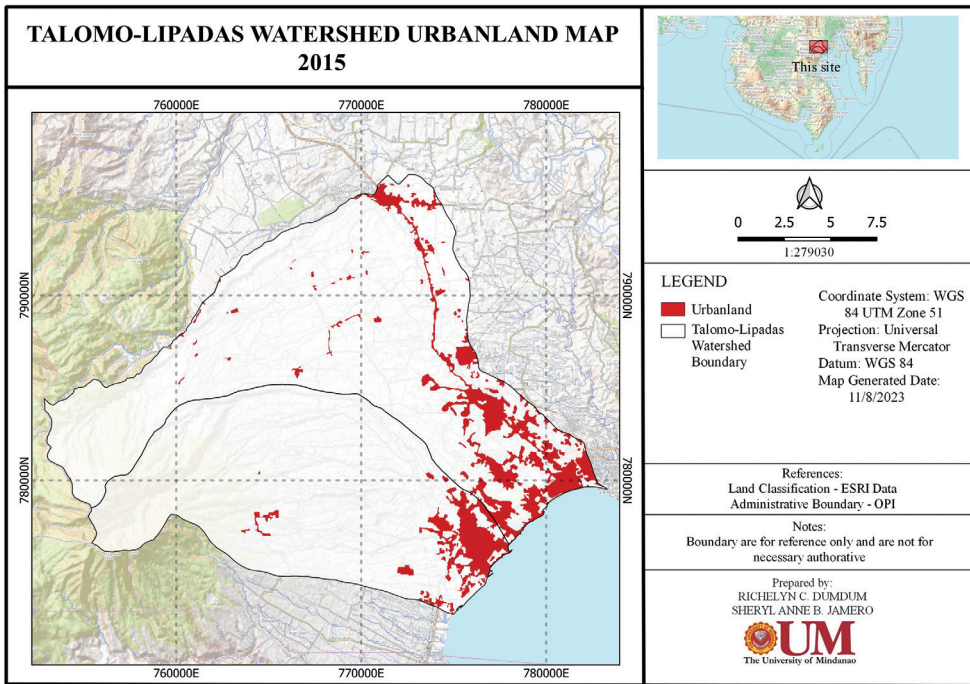 TALOMO-LIPADAS WATERSHED URBANLAND MAP
2015
This site
760000E
770000E
780000E
790000N
790000N
780000N
780000N
760000E
770000E
780000E
0 2.5 5 7.5
1:279030
LEGEND
Urbanland
Talomo-Lipadas
Watershed
Boundary
Coordinate System: WGS
84 UTM Zone 51
Projection: Universal
Transverse Mercator
Datum: WGS 84
Map Generated Date:
11/8/2023
References:
Land Classification - ESRI Data
Administrative Boundary - OPI
Notes:
Boundary are for reference only and are not for
necessary authorative
Prepared by:
RICHELYN C. DUMDUM
SHERYL ANNE B. JAMERO
UM
The University of Mindanao